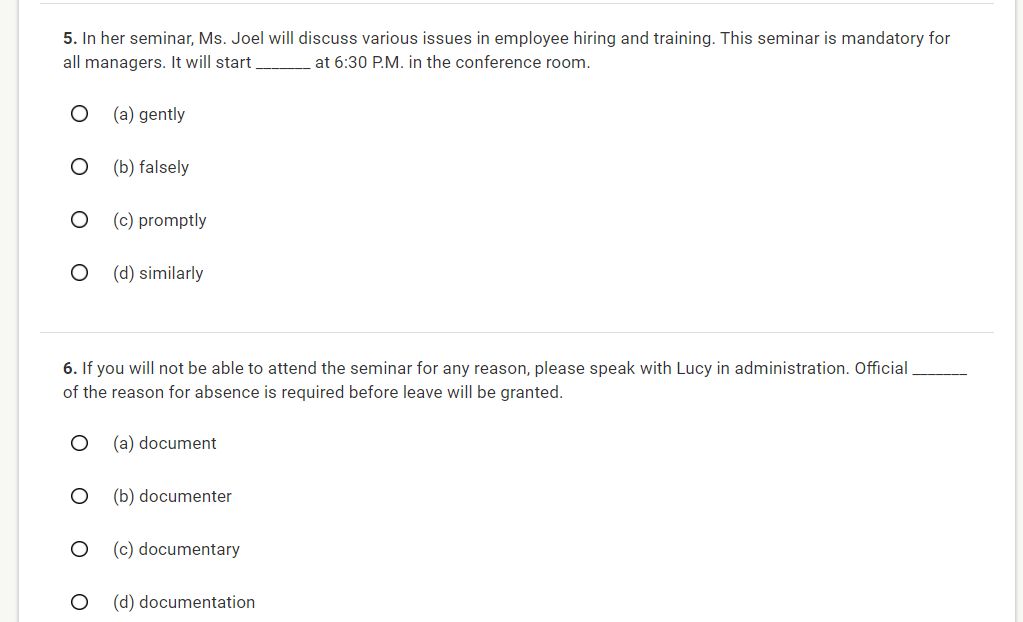 5. In her seminar, Ms. Joel will discuss various issues in employee hiring and training. This seminar is mandatory for
all managers. It will start _______ at 6:30 P.M. in the conference room.
(a) gently
(b) falsely
(c) promptly
(d) similarly
6. If you will not be able to attend the seminar for any reason, please speak with Lucy in administration. Official _______
of the reason for absence is required before leave will be granted.
(a) document
(b) documenter
(c) documentary
(d) documentation